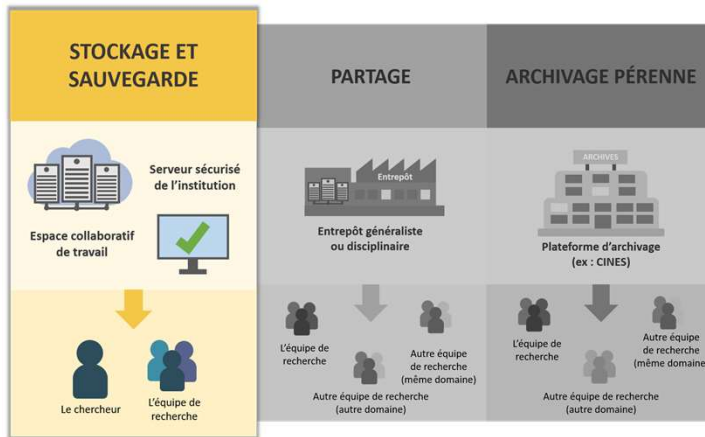 STOCKAGE ET
SAUVEGARDE
Serveur sécurisé
de l'institution
Espace collaboratif
de travail
Le chercheur
L'équipe de
recherche
PARTAGE
Entrepôt
Entrepôt généraliste
ou disciplinaire
L'équipe de
recherche
Autre équipe
de recherche
(même domaine)
Autre équipe de recherche
(autre domaine)
ARCHIVAGE PÉRENNE
ARCHIVES
Plateforme d'archivage
(ex : CINES)
L'équipe de
recherche
Autre équipe
de recherche
(même domaine)
Autre équipe de recherche
(autre domaine)